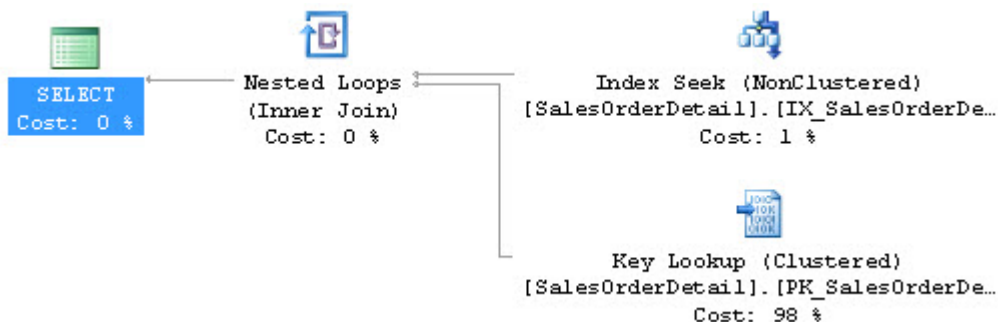 SELECT
Cost: 0 %
Nested Loops
(Inner Join)
Cost: 0 %
Index Seek (NonClustered)
[SalesOrderDetail].[IX_SalesOrderDe…
Cost: 1 %
Key Lookup (Clustered)
[SalesOrderDetail].[PK_SalesOrderDe…
Cost: 98 %